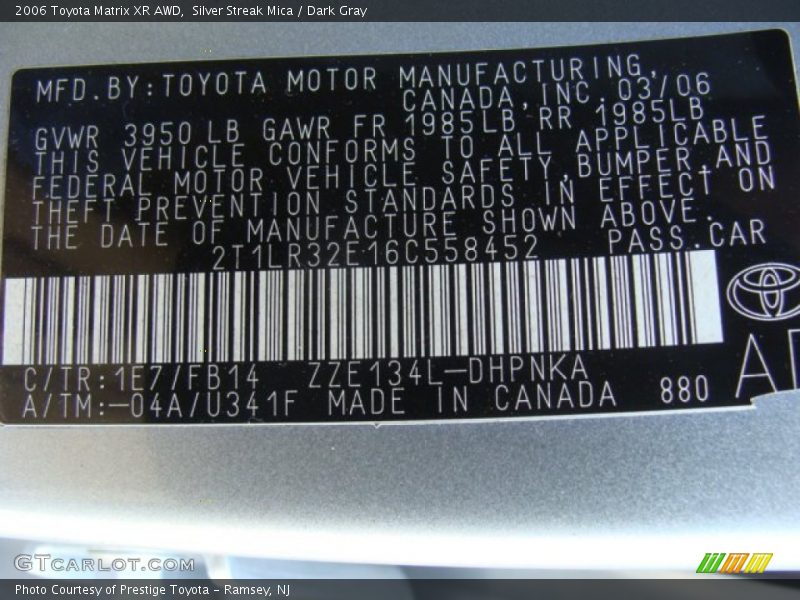 2006 Toyota Matrix XR AWD,  Silver Streak Mica / Dark Gray
MFD.BY:TOYOTA MOTOR MANUFACTURING,
CANADA,INC.03/06
GVWR 3950LB GAWR FR 1985LB RR 1985LB
THIS VEHICLE CONFORMS TO ALL APPLICABLE
FEDERAL MOTOR VEHICLE SAFETY,BUMPER,AND
THEFT PREVENTION STANDARDS IN EFFECT ON
THE DATE OF MANUFACTURE SHOWN ABOVE.
2T1LR32E16C558452 PASS.CAR
C/TR:1E7/FB14 ZZE134L-DHPNKA
A/TM:-04A/U341F MADE IN CANADA 880
GTCARLOT.COM
Photo Courtesy of Prestige Toyota - Ramsey, NJ